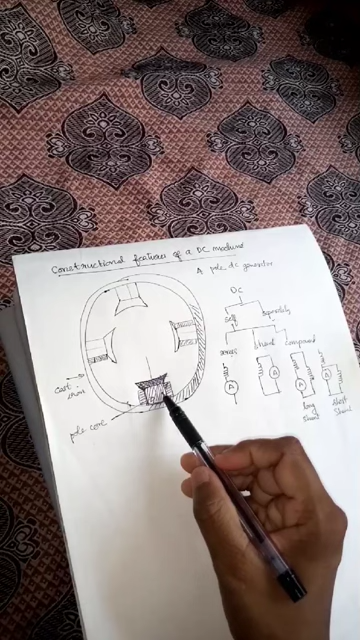 Constructional features of a DC machine
4 pole dc generator
DC
self
separately
series
shunt
compound
A
A
A
A
long
shunt
short
shunt
cast
iron
pole core